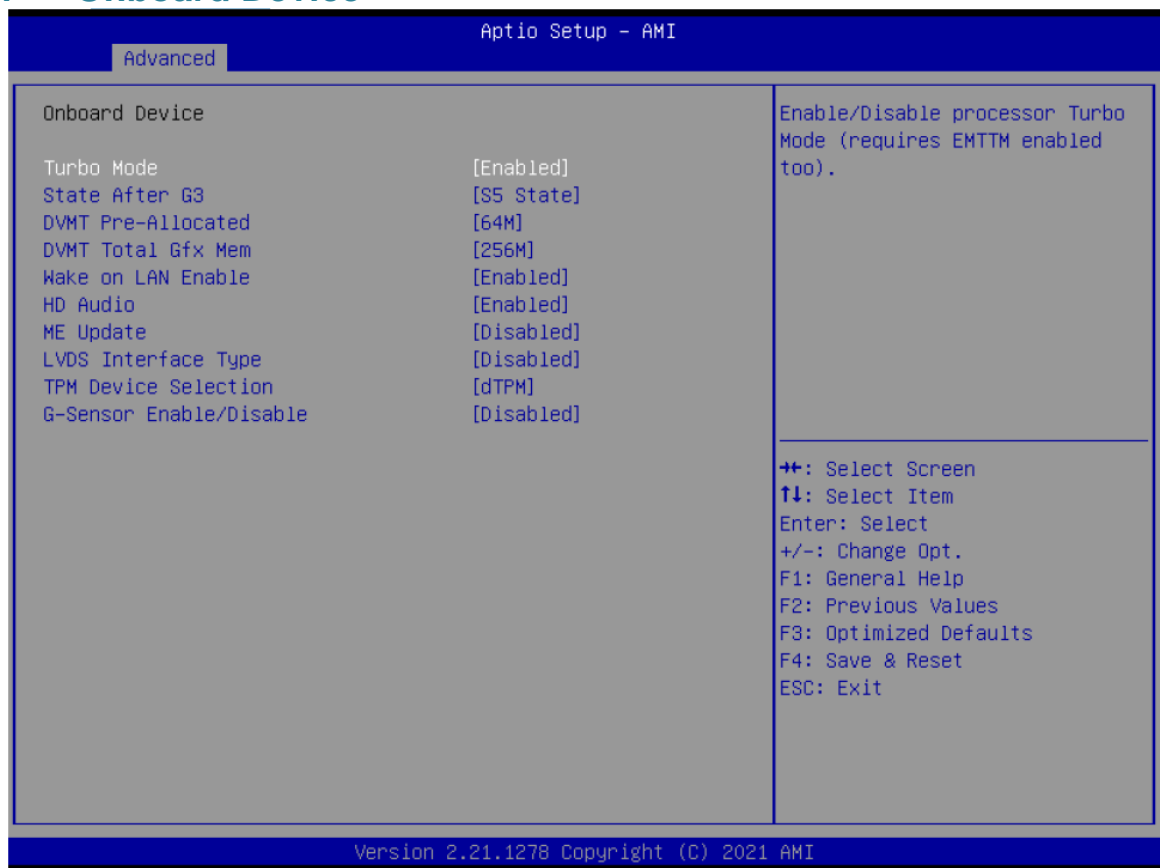 Onboard Device
Aptio Setup – AMI
Advanced
Onboard Device
Turbo Mode [Enabled]
State After G3 [S5 State]
DVMT Pre-Allocated [64M]
DVMT Total Gfx Mem [256M]
Wake on LAN Enable [Enabled]
HD Audio [Enabled]
ME Update [Disabled]
LVDS Interface Type [Disabled]
TPM Device Selection [dTPM]
G-Sensor Enable/Disable [Disabled]
Enable/Disable processor Turbo
Mode (requires EMTTM enabled
too).
→←: Select Screen
↑↓: Select Item
Enter: Select
+/-: Change Opt.
F1: General Help
F2: Previous Values
F3: Optimized Defaults
F4: Save & Reset
ESC: Exit
Version 2.21.1278 Copyright (C) 2021 AMI